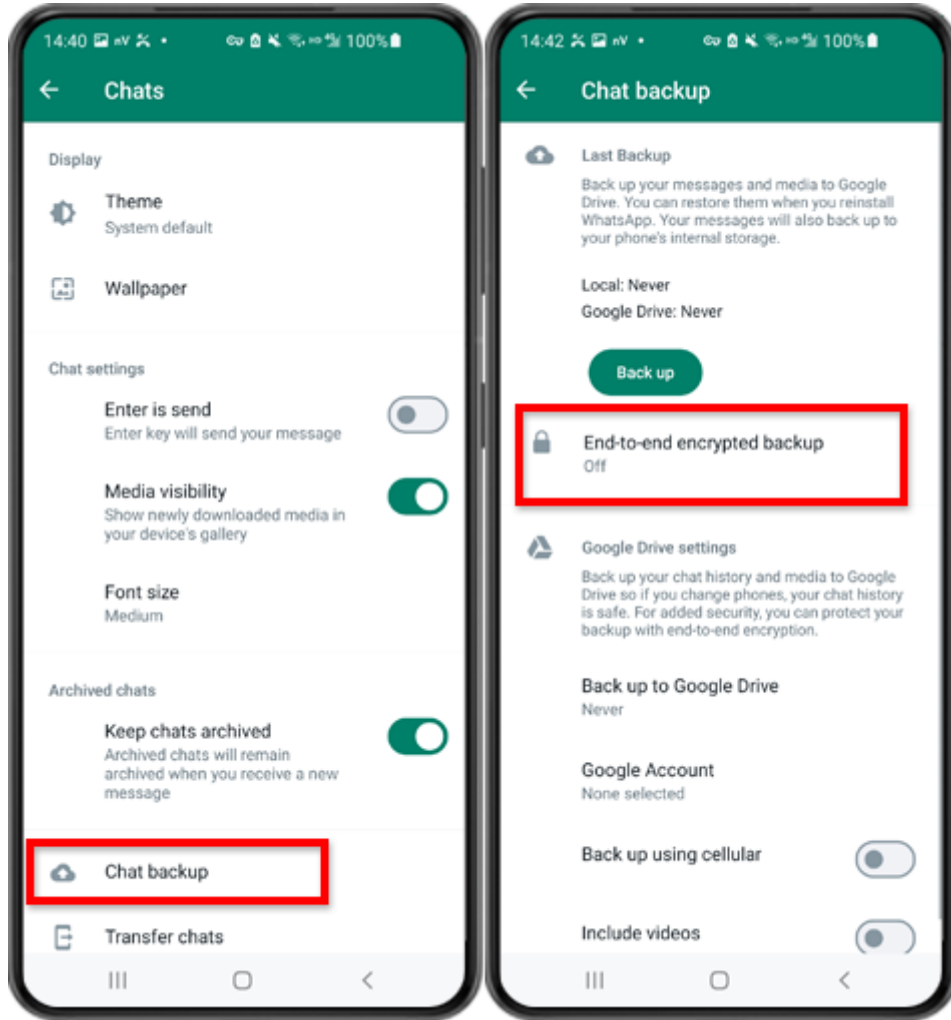 14:40
100%
Chats
Display
Theme
System default
Wallpaper
Chat settings
Enter is send
Enter key will send your message
Media visibility
Show newly downloaded media in
your device's gallery
Font size
Medium
Archived chats
Keep chats archived
Archived chats will remain
archived when you receive a new
message
Chat backup
Transfer chats
14:42
100%
Chat backup
Last Backup
Back up your messages and media to Google
Drive. You can restore them when you reinstall
WhatsApp. Your messages will also back up to
your phone's internal storage.
Local: Never
Google Drive: Never
Back up
End-to-end encrypted backup
Off
Google Drive settings
Back up your chat history and media to Google
Drive so if you change phones, your chat history
is safe. For added security, you can protect your
backup with end-to-end encryption.
Back up to Google Drive
Never
Google Account
None selected
Back up using cellular
Include videos